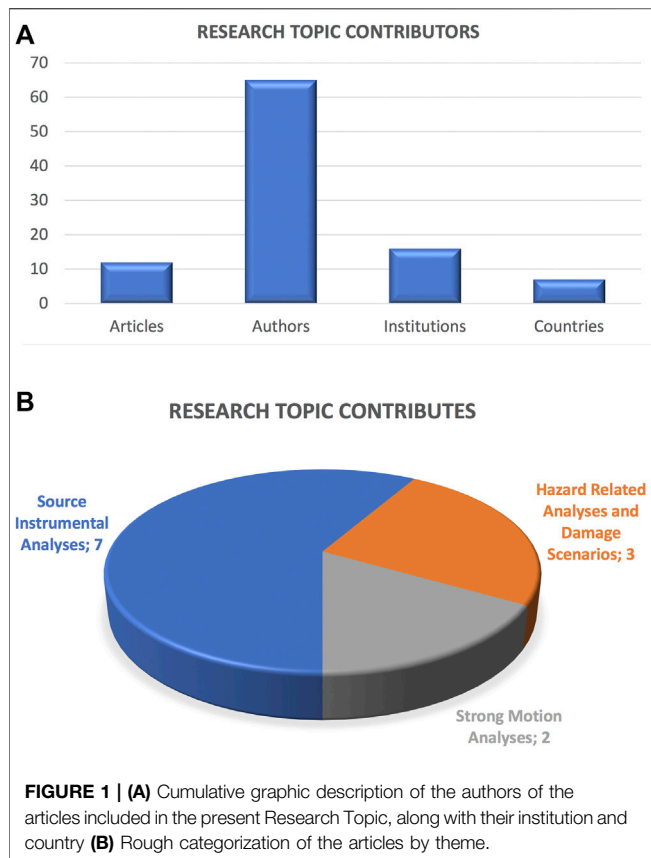 A
RESEARCH TOPIC CONTRIBUTORS
70
60
50
40
30
20
10
0
Articles
Authors
Institutions
Countries
B
RESEARCH TOPIC CONTRIBUTES
Source
Instrumental
Analyses; 7
Hazard Related
Analyses and
Damage
Scenarios; 3
Strong Motion
Analyses; 2
FIGURE 1 | (A) Cumulative graphic description of the authors of the
articles included in the present Research Topic, along with their institution and
country (B) Rough categorization of the articles by theme.